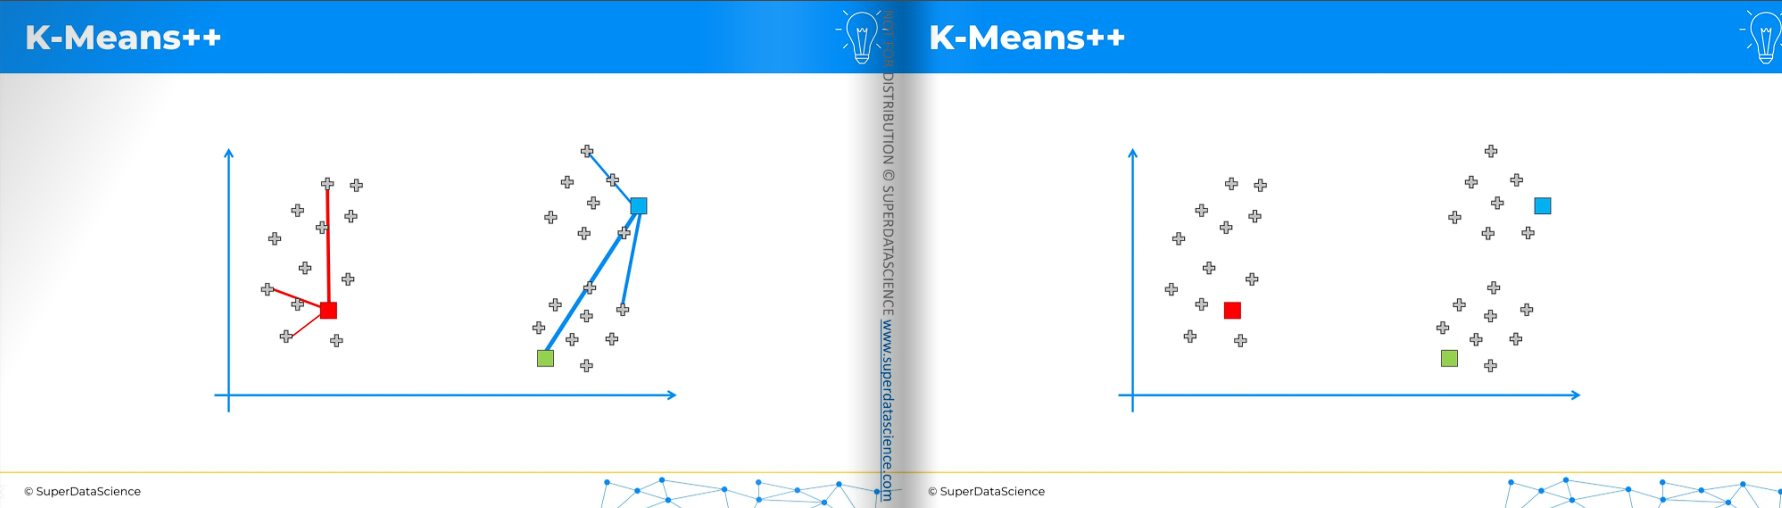 K-Means++
© SuperDataScience
NOT FOR DISTRIBUTION © SUPERDATASCIENCE www.superdatascience.com
K-Means++
© SuperDataScience